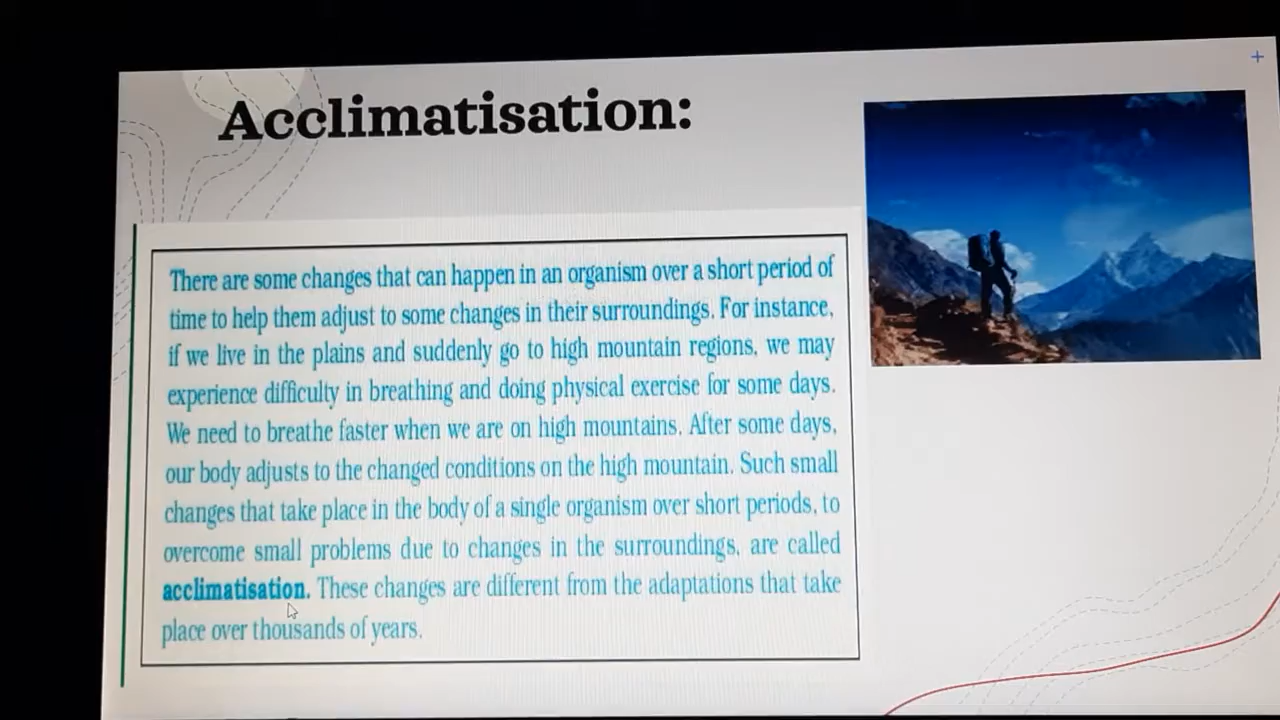 Acclimatisation:
There are some changes that can happen in an organism over a short period of
time to help them adjust to some changes in their surroundings. For instance,
if we live in the plains and suddenly go to high mountain regions, we may
experience difficulty in breathing and doing physical exercise for some days.
We need to breathe faster when we are on high mountains. After some days,
our body adjusts to the changed conditions on the high mountain. Such small
changes that take place in the body of a single organism over short periods, to
overcome small problems due to changes in the surroundings, are called
acclimatisation. These changes are different from the adaptations that take
place over thousands of years.